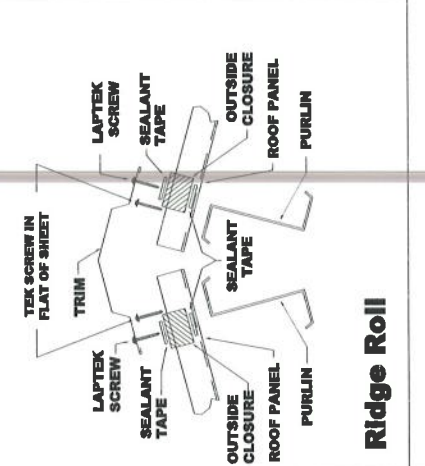 TEK SCREW IN
FLAT OF SHEET
TRIM
LAPTEK
SCREW
SEALANT
TAPE
OUTSIDE
CLOSURE
ROOF PANEL
PURLIN
LAPTEK
SCREW
SEALANT
TAPE
OUTSIDE
CLOSURE
ROOF PANEL
PURLIN
SEALANT
TAPE
Ridge Roll